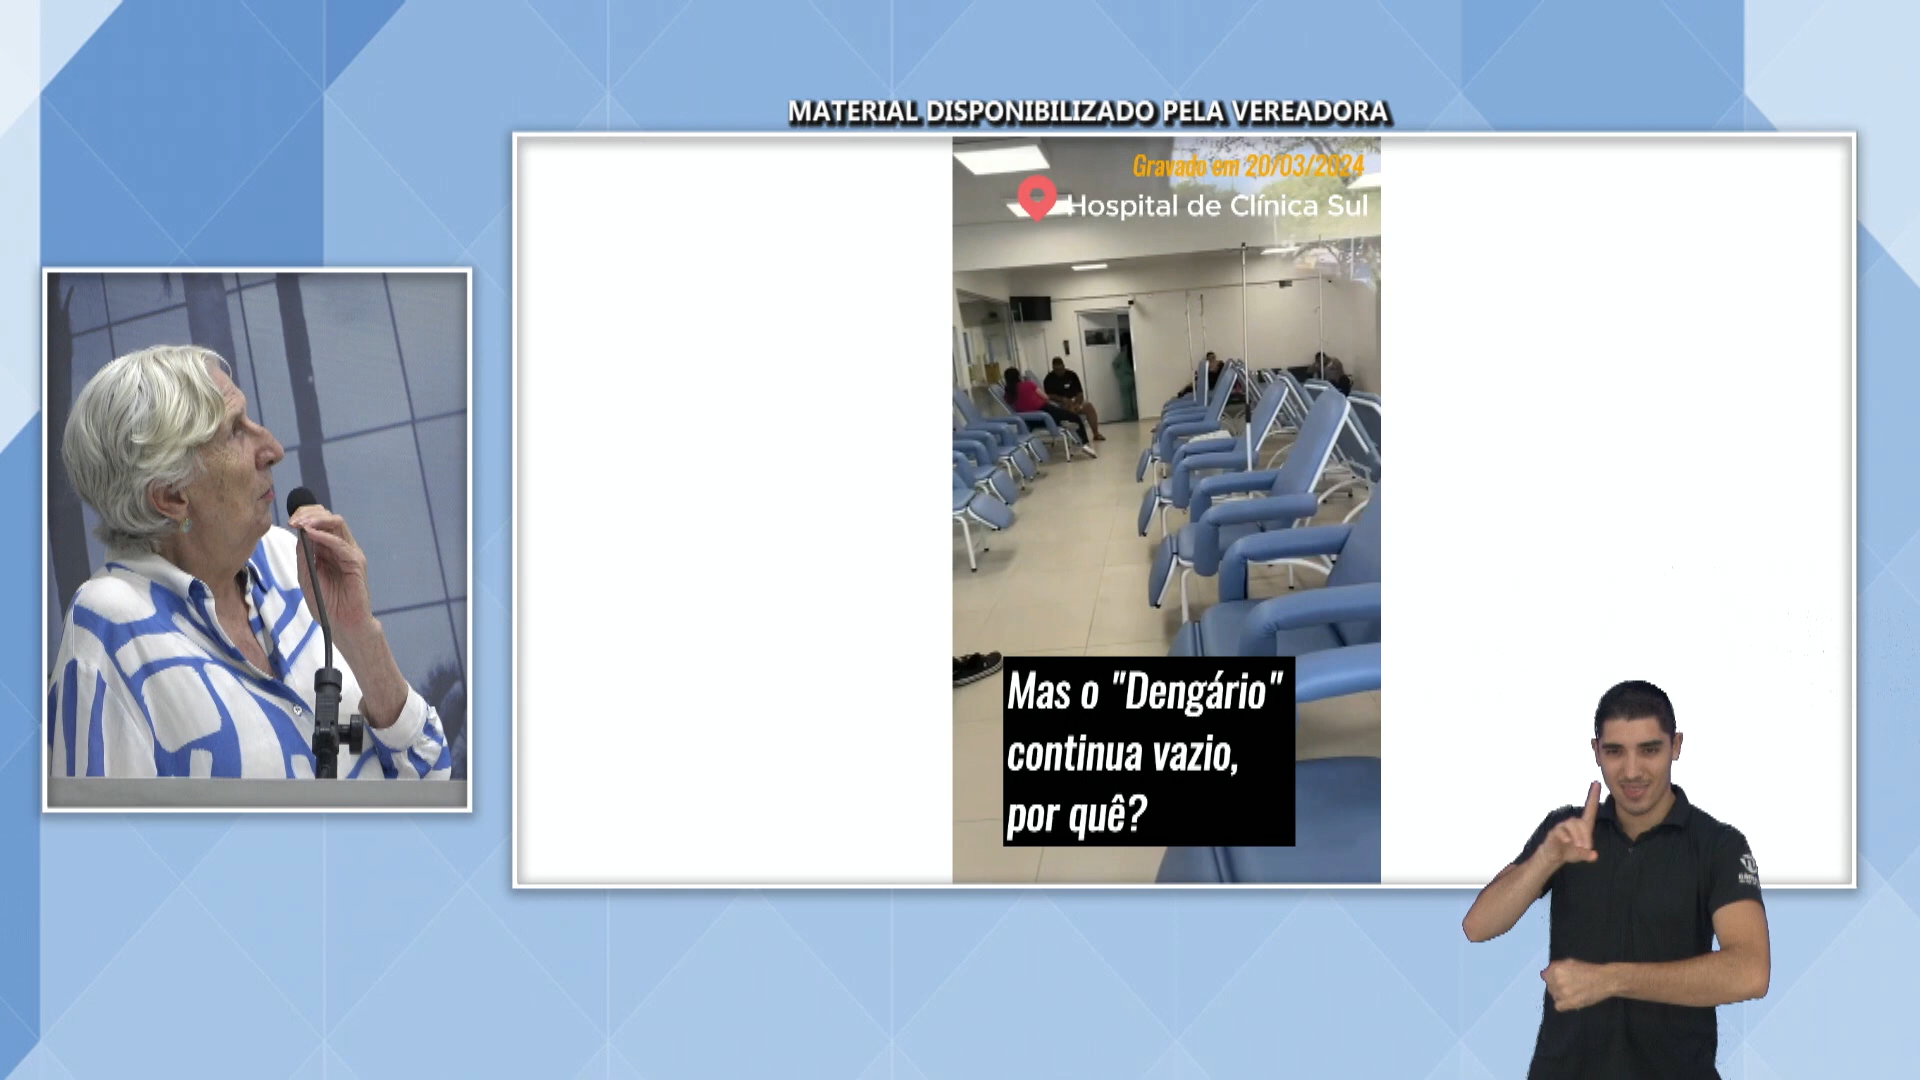 MATERIAL DISPONIBILIZADO PELA VEREADORA
Gravado em 20/03/2024
Hospital de Clínica Sul
Mas o "Dengário"
continua vazio,
por quê?